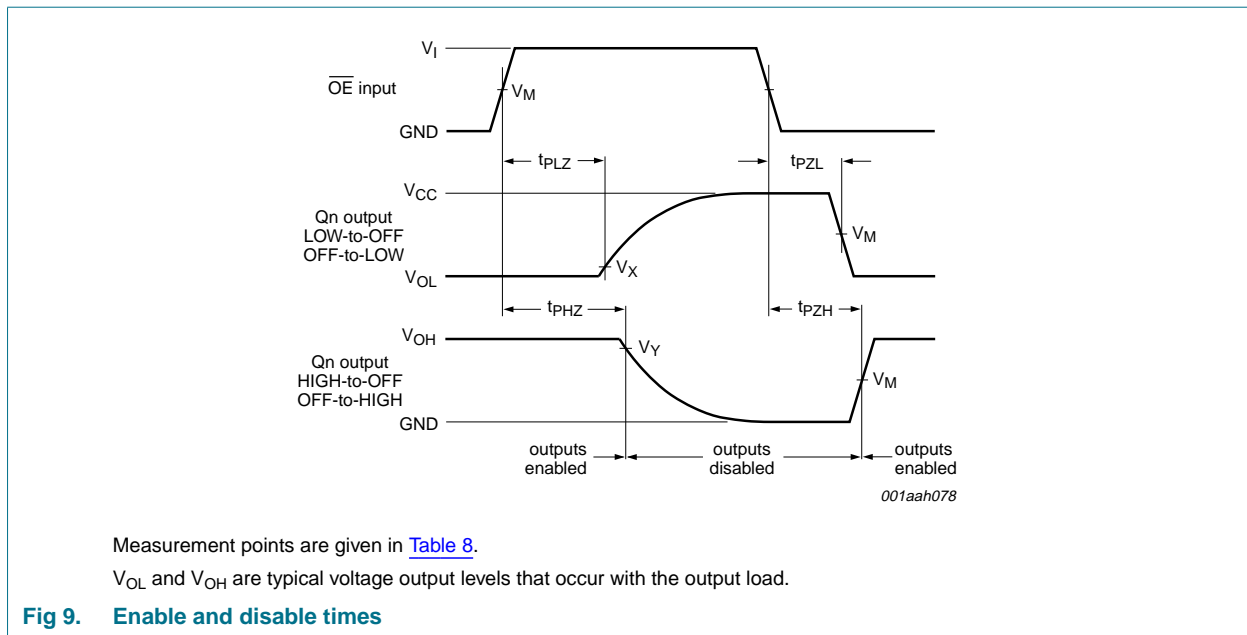 V_I
OE input
V_M
GND
t_PLZ
t_PZL
V_CC
Qn output
LOW-to-OFF
OFF-to-LOW
V_M
V_X
V_OL
t_PHZ
t_PZH
V_OH
V_Y
Qn output
HIGH-to-OFF
OFF-to-HIGH
V_M
GND
outputs
enabled
outputs
disabled
outputs
enabled
001aah078
Measurement points are given in Table 8.
V_OL and V_OH are typical voltage output levels that occur with the output load.
Fig 9. Enable and disable times